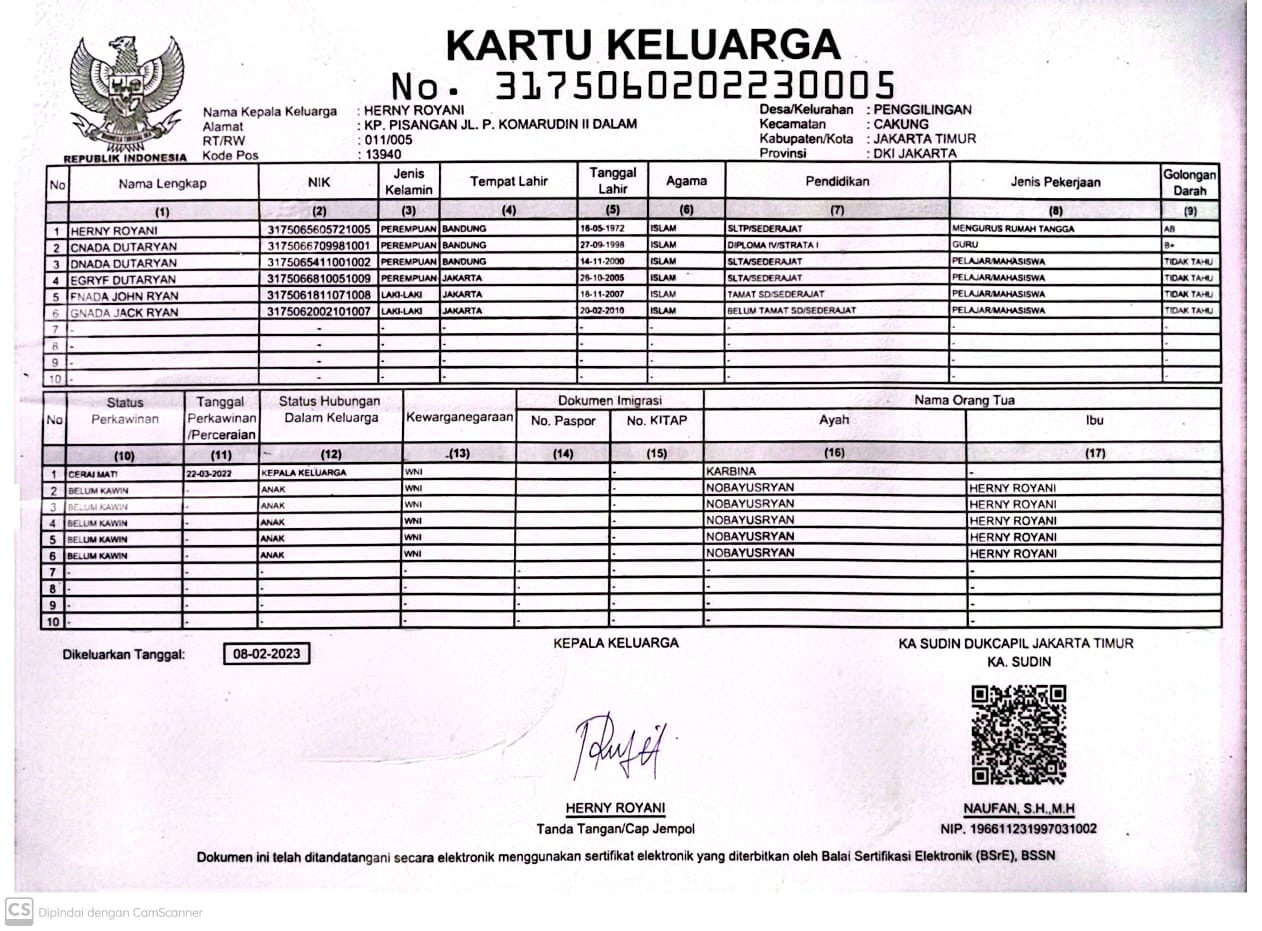 KARTU KELUARGA
No. 3175060202230005
Nama Kepala Keluarga : HERNY ROYANI
Alamat : KP. PISANGAN JL. P. KOMARUDIN II DALAM
RT/RW : 011/005
Kode Pos : 13940
Desa/Kelurahan : PENGGILINGAN
Kecamatan : CAKUNG
Kabupaten/Kota : JAKARTA TIMUR
Provinsi : DKI JAKARTA
REPUBLIK INDONESIA
No Nama Lengkap NIK Jenis Kelamin Tempat Lahir Tanggal Lahir Agama Pendidikan Jenis Pekerjaan Golongan Darah
(1) (2) (3) (4) (5) (6) (7) (8) (9)
1 HERNY ROYANI 3175065605721005 PEREMPUAN BANDUNG 16-05-1972 ISLAM SLTP/SEDERAJAT MENGURUS RUMAH TANGGA AB
2 CNADA DUTARYAN 3175066709981001 PEREMPUAN BANDUNG 27-09-1998 ISLAM DIPLOMA IV/STRATA I GURU B+
3 DNADA DUTARYAN 3175065411001002 PEREMPUAN BANDUNG 14-11-2000 ISLAM SLTA/SEDERAJAT PELAJAR/MAHASISWA TIDAK TAHU
4 EGRYF DUTARYAN 3175066810051009 PEREMPUAN JAKARTA 28-10-2005 ISLAM SLTA/SEDERAJAT PELAJAR/MAHASISWA TIDAK TAHU
5 FNADA JOHN RYAN 3175061811071008 LAKI-LAKI JAKARTA 18-11-2007 ISLAM TAMAT SD/SEDERAJAT PELAJAR/MAHASISWA TIDAK TAHU
6 GNADA JACK RYAN 3175062002101007 LAKI-LAKI JAKARTA 20-02-2010 ISLAM BELUM TAMAT SD/SEDERAJAT PELAJAR/MAHASISWA TIDAK TAHU
7 - - - - - - - - -
8 - - - - - - - - -
9 - - - - - - - - -
10 - - - - - - - - -
No Status Perkawinan Tanggal Perkawinan /Perceraian Status Hubungan Dalam Keluarga Kewarganegaraan Dokumen Imigrasi No. Paspor No. KITAP Nama Orang Tua Ayah Ibu
(10) (11) (12) (13) (14) (15) (16) (17)
1 CERAI MATI 22-03-2022 KEPALA KELUARGA WNI - KARBINA -
2 BELUM KAWIN - ANAK WNI - NOBAYUSRYAN HERNY ROYANI
3 BELUM KAWIN - ANAK WNI - NOBAYUSRYAN HERNY ROYANI
4 BELUM KAWIN - ANAK WNI - NOBAYUSRYAN HERNY ROYANI
5 BELUM KAWIN - ANAK WNI - NOBAYUSRYAN HERNY ROYANI
6 BELUM KAWIN - ANAK WNI - NOBAYUSRYAN HERNY ROYANI
7 - - - - - - - -
8 - - - - - - - -
9 - - - - - - - -
10 - - - - - - - -
Dikeluarkan Tanggal: 08-02-2023
KEPALA KELUARGA
HERNY ROYANI
Tanda Tangan/Cap Jempol
KA SUDIN DUKCAPIL JAKARTA TIMUR
KA. SUDIN
NAUFAN, S.H.,M.H
NIP. 196611231997031002
Dokumen ini telah ditandatangani secara elektronik menggunakan sertifikat elektronik yang diterbitkan oleh Balai Sertifikasi Elektronik (BSrE), BSSN
CS Dipindai dengan CamScanner